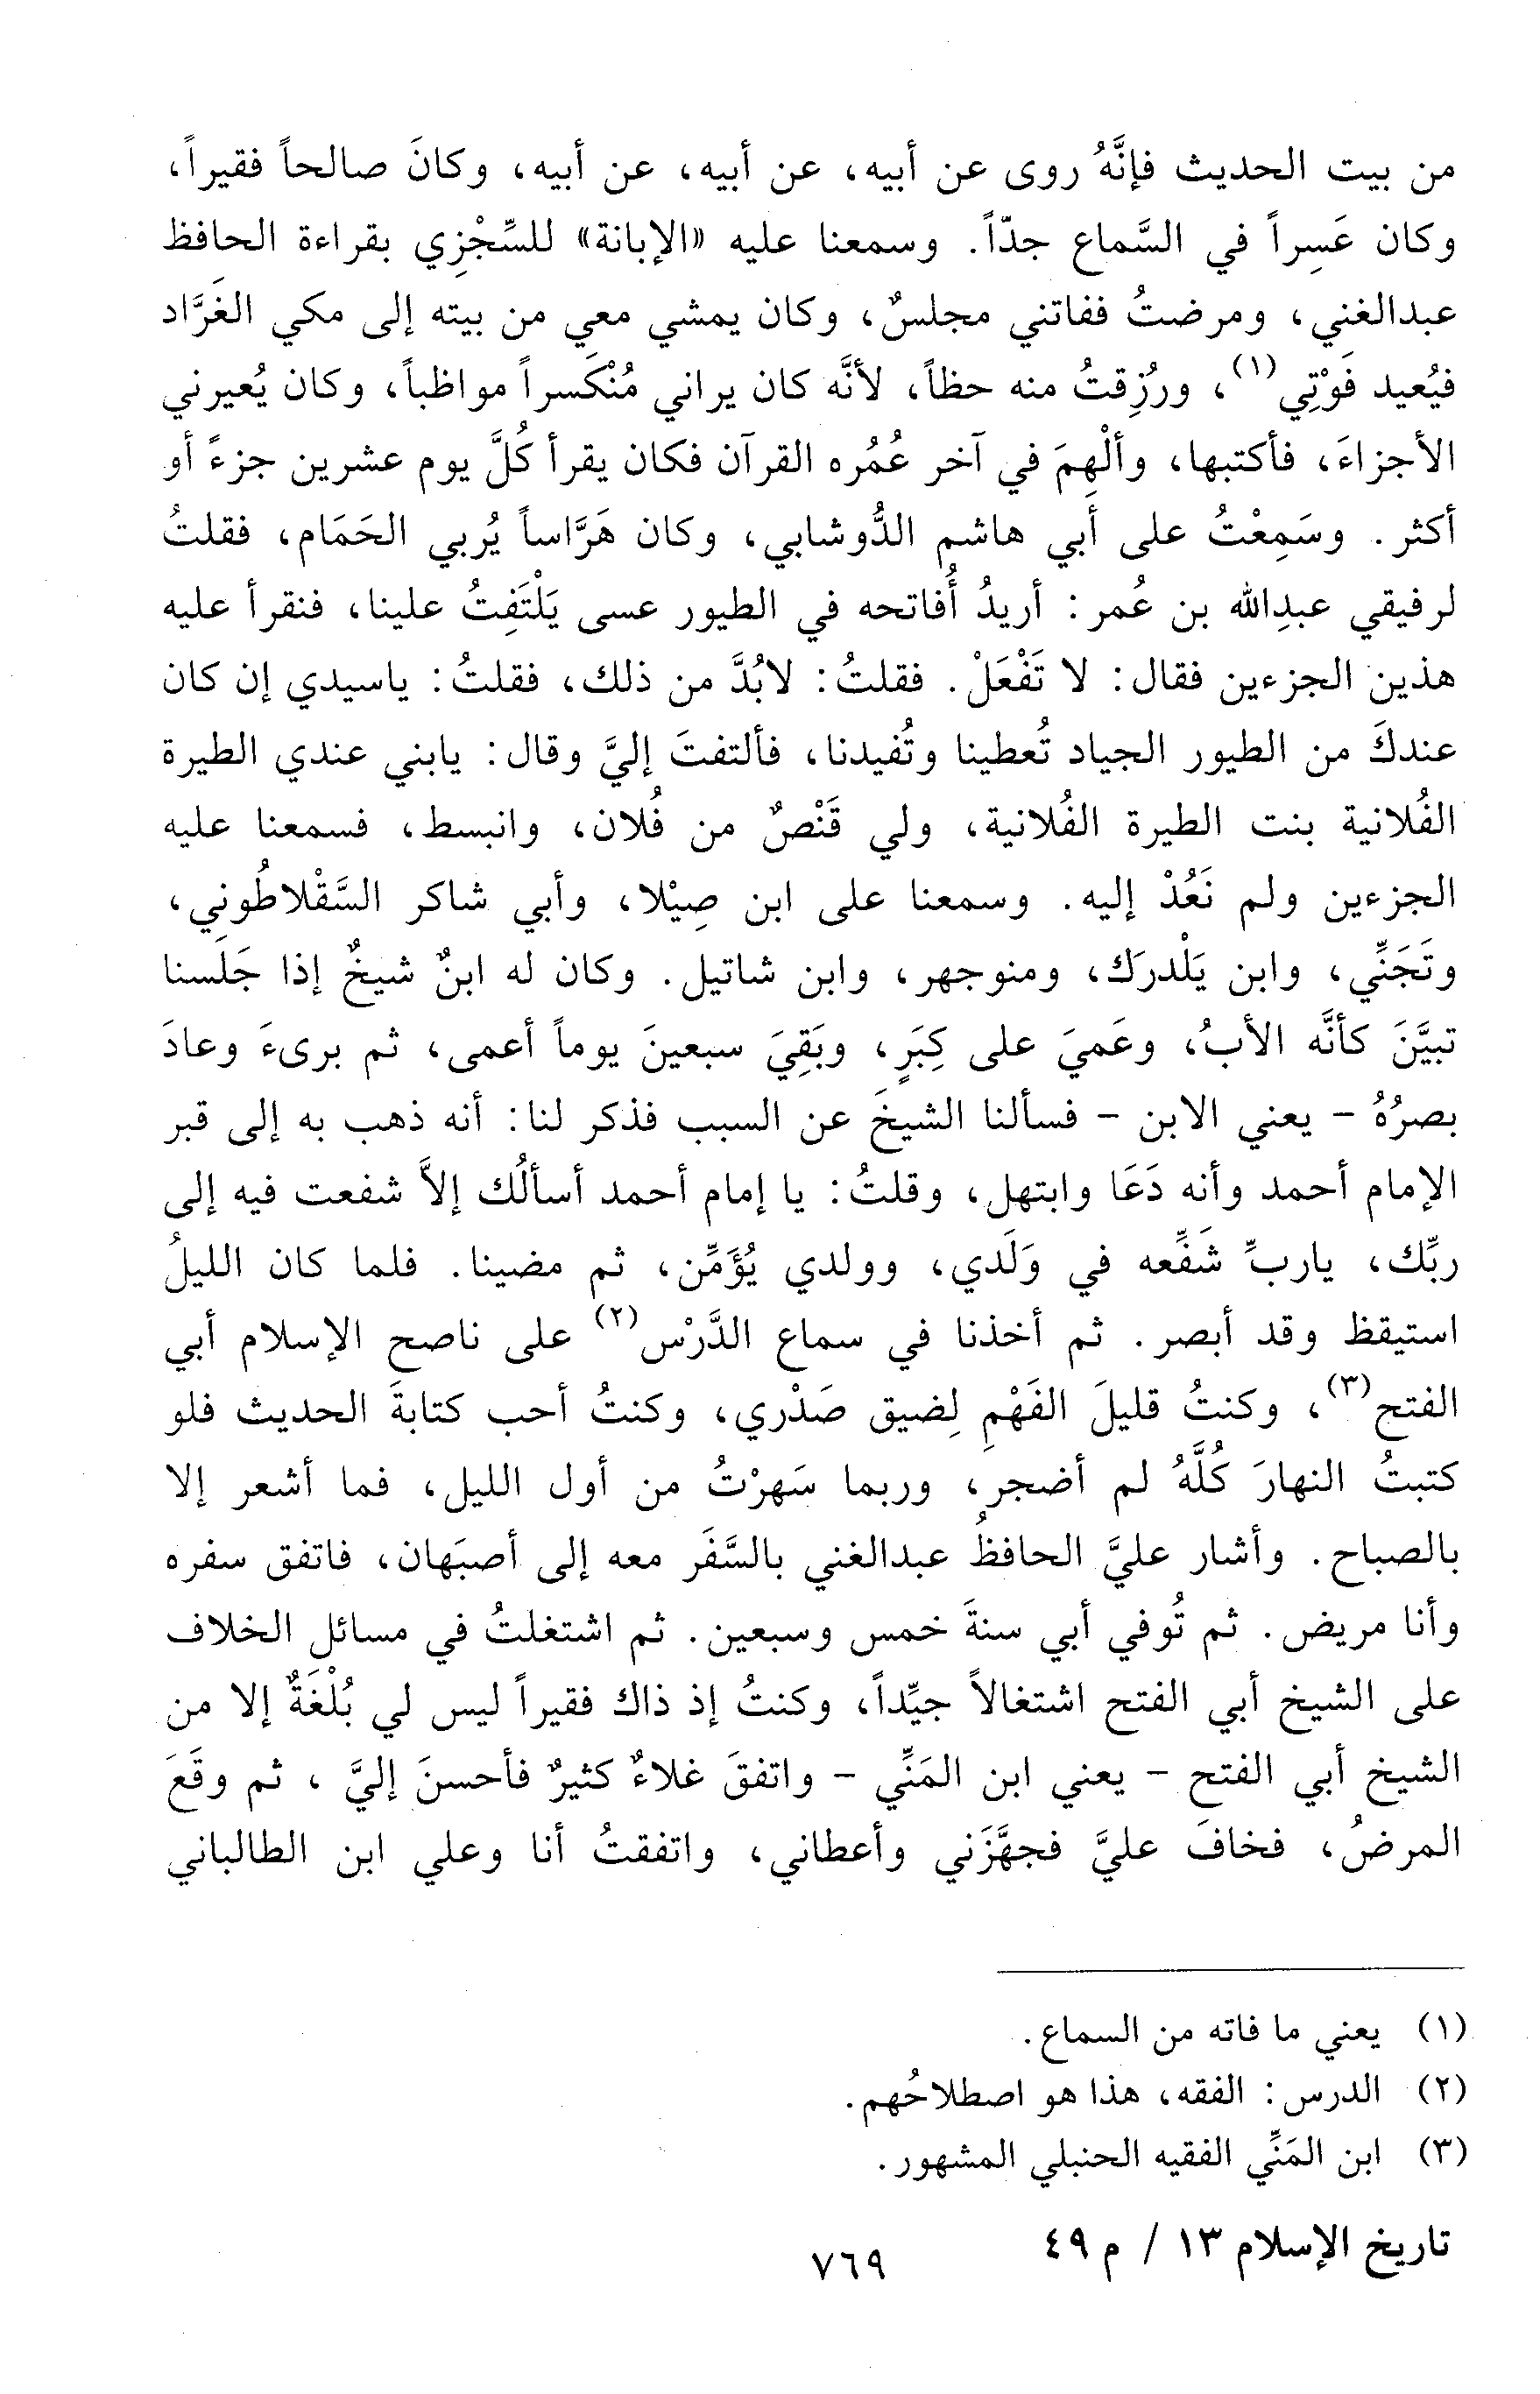 من بيت الحديث فإنَّهُ روى عن أبيه، عن أبيه، عن أبيه، وكانَ صالحاً فقيراً،
وكان عَسِراً في السَّماع جدّاً. وسمعنا عليه «الإبانة» للسِّجْزِي بقراءة الحافظ
عبدالغني، ومرضتُ ففاتني مجلسٌ، وكان يمشي معي من بيته إلى مكي الغَرَّاد
فيُعيد فَوْتِي(١)، ورُزِقتُ منه حظاً، لأنَّه كان يراني مُنْكَسراً مواظباً، وكان يُعيرني
الأجزاءَ، فأكتبها، وألْهِمَ في آخر عُمُره القرآن فكان يقرأ كُلَّ يوم عشرين جزءً أو
أكثر. وسَمِعْتُ على أَبي هاشم الدُّوشابي، وكان هَرَّاساً يُربي الحَمَام، فقلتُ
لرفيقي عبدِالله بن عُمر: أريدُ أُفاتحه في الطيور عسى يَلْتَفِتُ علينا، فنقرأ عليه
هذين الجزءين فقال: لا تَفْعَلْ. فقلتُ: لابُدَّ من ذلك، فقلتُ: ياسيدي إن كان
عندكَ من الطيور الجياد تُعطينا وتُفيدنا، فألتفتَ إليَّ وقال: يابني عندي الطيرة
الفُلانية بنت الطيرة الفُلانية، ولي قَنْصٌ من فُلان، وانبسط، فسمعنا عليه
الجزءين ولم نَعُدْ إليه. وسمعنا على ابن صِيْلا، وأبي شاكر السَّقْلاطُونِي،
وتَجَنِّي، وابن يَلْدرَك، ومنوجهر، وابن شاتيل. وكان له ابنٌ شيخٌ إذا جَلَسنا
تبيَّنَ كأنَّه الأبُ، وعَميَ على كِبَرٍ، وبَقِيَ سبعينَ يوماً أعمى، ثم برىءَ وعادَ
بصرُهُ - يعني الابن - فسألنا الشيخَ عن السبب فذكر لنا: أنه ذهب به إلى قبر
الإمام أحمد وأنه دَعَا وابتهل، وقلتُ: يا إمام أحمد أسألُك إلاَّ شفعت فيه إلى
ربِّك، ياربِّ شَفِّعه في وَلَدي، وولدي يُؤَمِّن، ثم مضينا. فلما كان الليلُ
استيقظ وقد أبصر. ثم أخذنا في سماع الدَّرْس(٢) على ناصح الإسلام أبي
الفتح(٣)، وكنتُ قليلَ الفَهْمِ لِضيق صَدْري، وكنتُ أحب كتابةَ الحديث فلو
كتبتُ النهارَ كُلَّهُ لم أضجر، وربما سَهرْتُ من أول الليل، فما أشعر إلا
بالصباح. وأشار عليَّ الحافظُ عبدالغني بالسَّفَر معه إلى أصبَهان، فاتفق سفره
وأنا مريض. ثم تُوفي أبي سنةَ خمس وسبعين. ثم اشتغلتُ في مسائل الخلاف
على الشيخ أبي الفتح اشتغالاً جيِّداً، وكنتُ إذ ذاك فقيراً ليس لي بُلْغَةٌ إلا من
الشيخ أبي الفتح - يعني ابن المَنِّي - واتفقَ غلاءٌ كثيرٌ فأحسنَ إليَّ ، ثم وقَعَ
المرضُ، فخافَ عليَّ فجهَّزَني وأعطاني، واتفقتُ أنا وعلي ابن الطالباني
(١) يعني ما فاته من السماع.
(٢) الدرس: الفقه، هذا هو اصطلاحُهم.
(٣) ابن المَنِّي الفقيه الحنبلي المشهور.
تاريخ الإسلام ١٣ / م ٤٩
٧٦٩